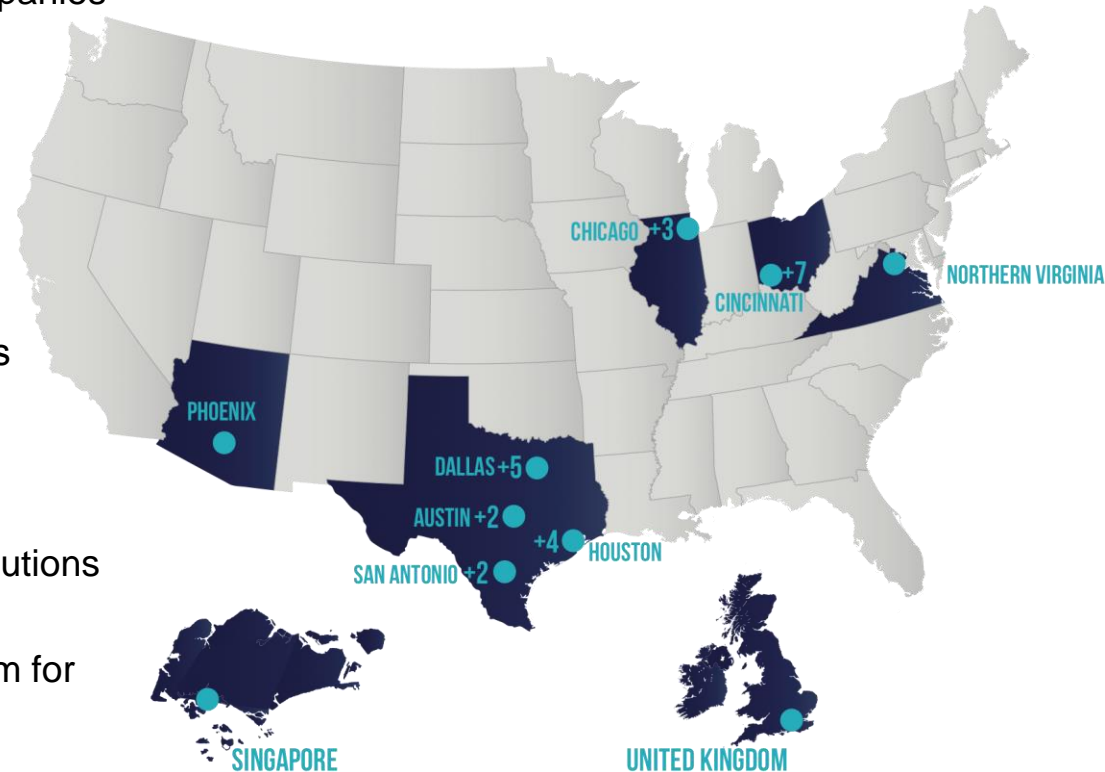 CHICAGO +3
+7
CINCINNATI
NORTHERN VIRGINIA
PHOENIX
DALLAS +5
AUSTIN +2
+4
HOUSTON
SAN ANTONIO +2
for
SINGAPORE
UNITED KINGDOM